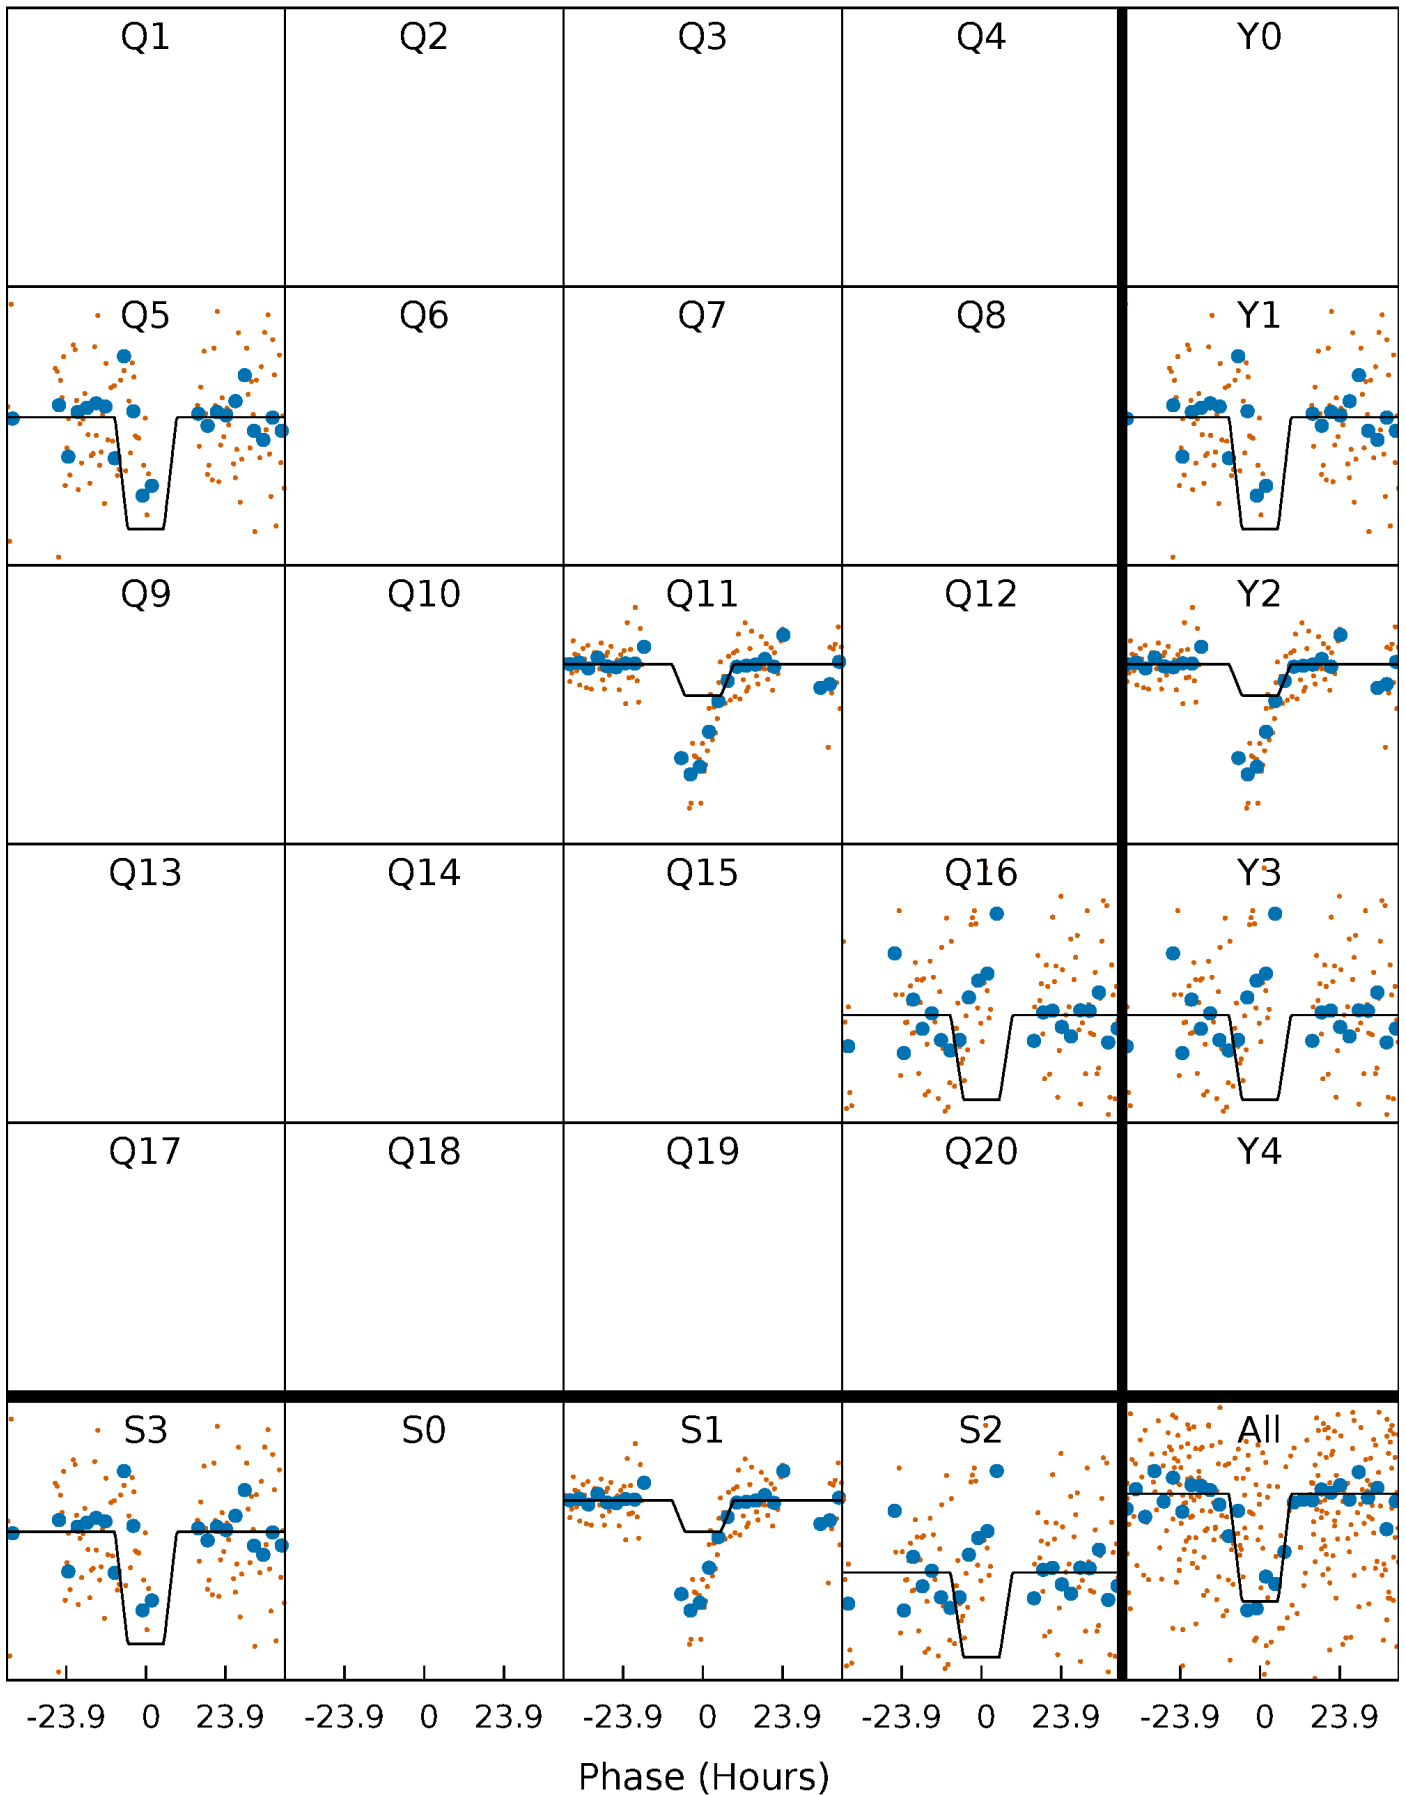 Q1 Q2 Q3 Q4 Y0
Q5 Q6 Q7 Q8 Y1
Q9 Q10 Q11 Q12 Y2
Q13 Q14 Q15 Q16 Y3
Q17 Q18 Q19 Q20 Y4
S3 S0 S1 S2 All
-23.9 0 23.9 -23.9 0 23.9 -23.9 0 23.9 -23.9 0 23.9 -23.9 0 23.9
Phase (Hours)